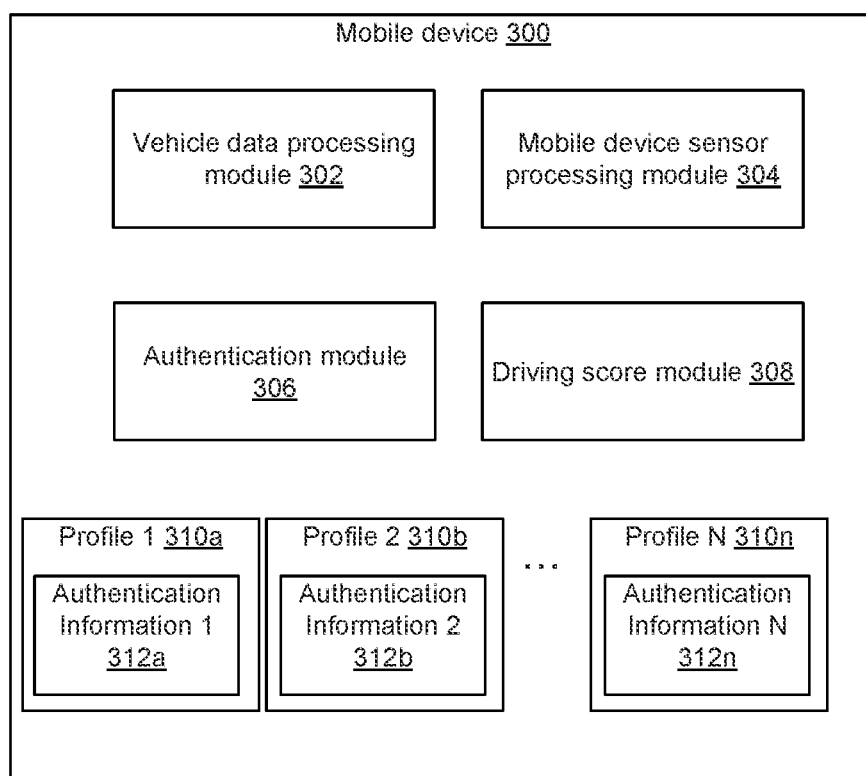 Mobile device 300
Vehicle data processing
module 302
Mobile device sensor
processing module 304
Authentication module
306
Driving score module 308
Profile 1 310a
Authentication
Information 1
312a
Profile 2 310b
Authentication
Information 2
312b
...
Profile N 310n
Authentication
Information N
312n